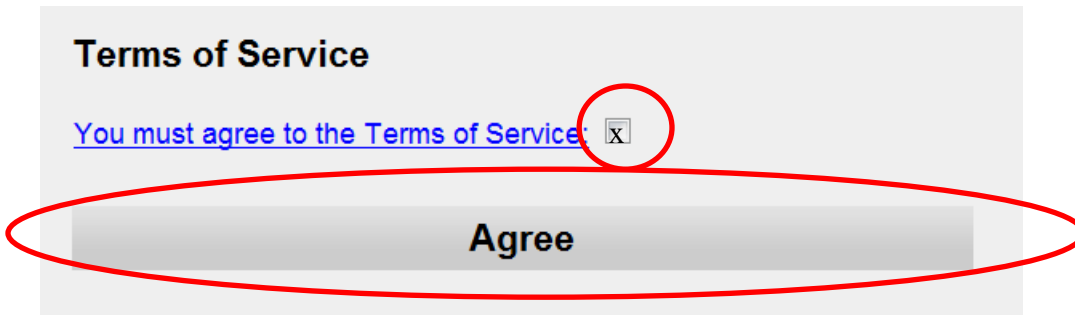 Terms of Service
You must agree to the Terms of Service: x
Agree